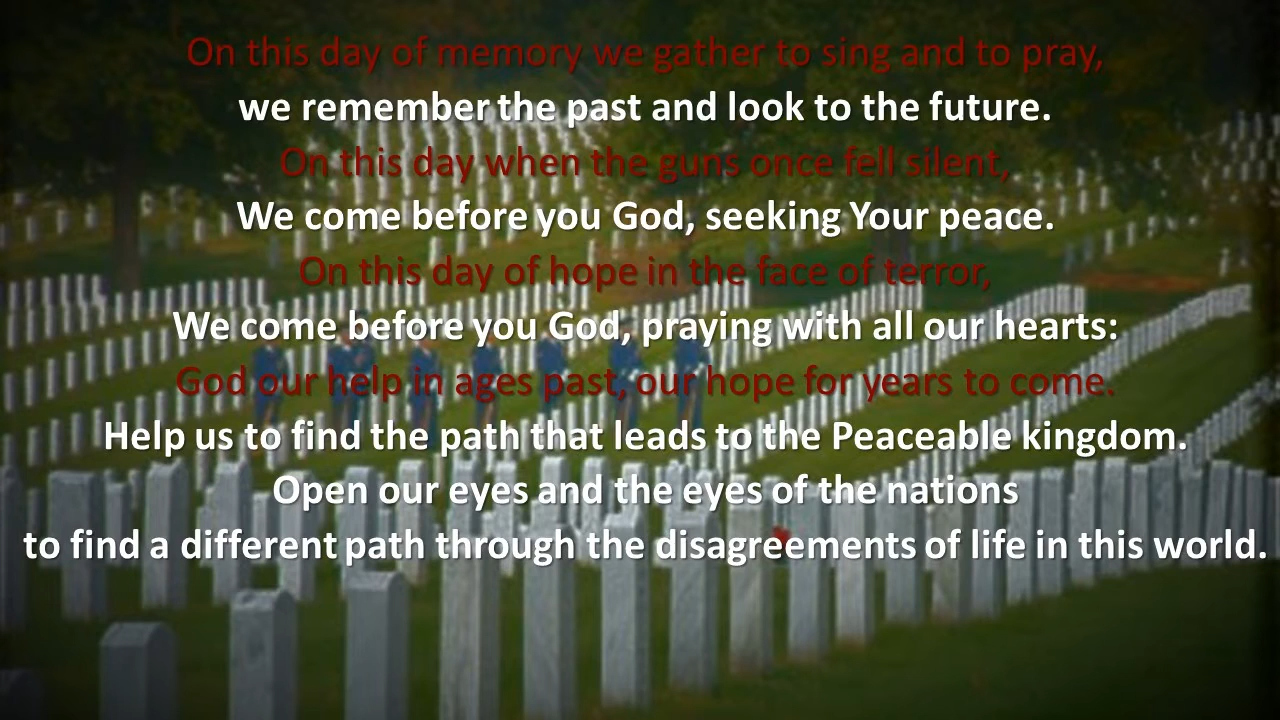 On this day of memory we gather to sing and to pray,
we remember the past and look to the future.
On this day when the guns once fell silent,
We come before you God, seeking Your peace.
On this day of hope in the face of terror,
We come before you God, praying with all our hearts:
God our help in ages past, our hope for years to come.
Help us to find the path that leads to the Peaceable kingdom.
Open our eyes and the eyes of the nations
to find a different path through the disagreements of life in this world.